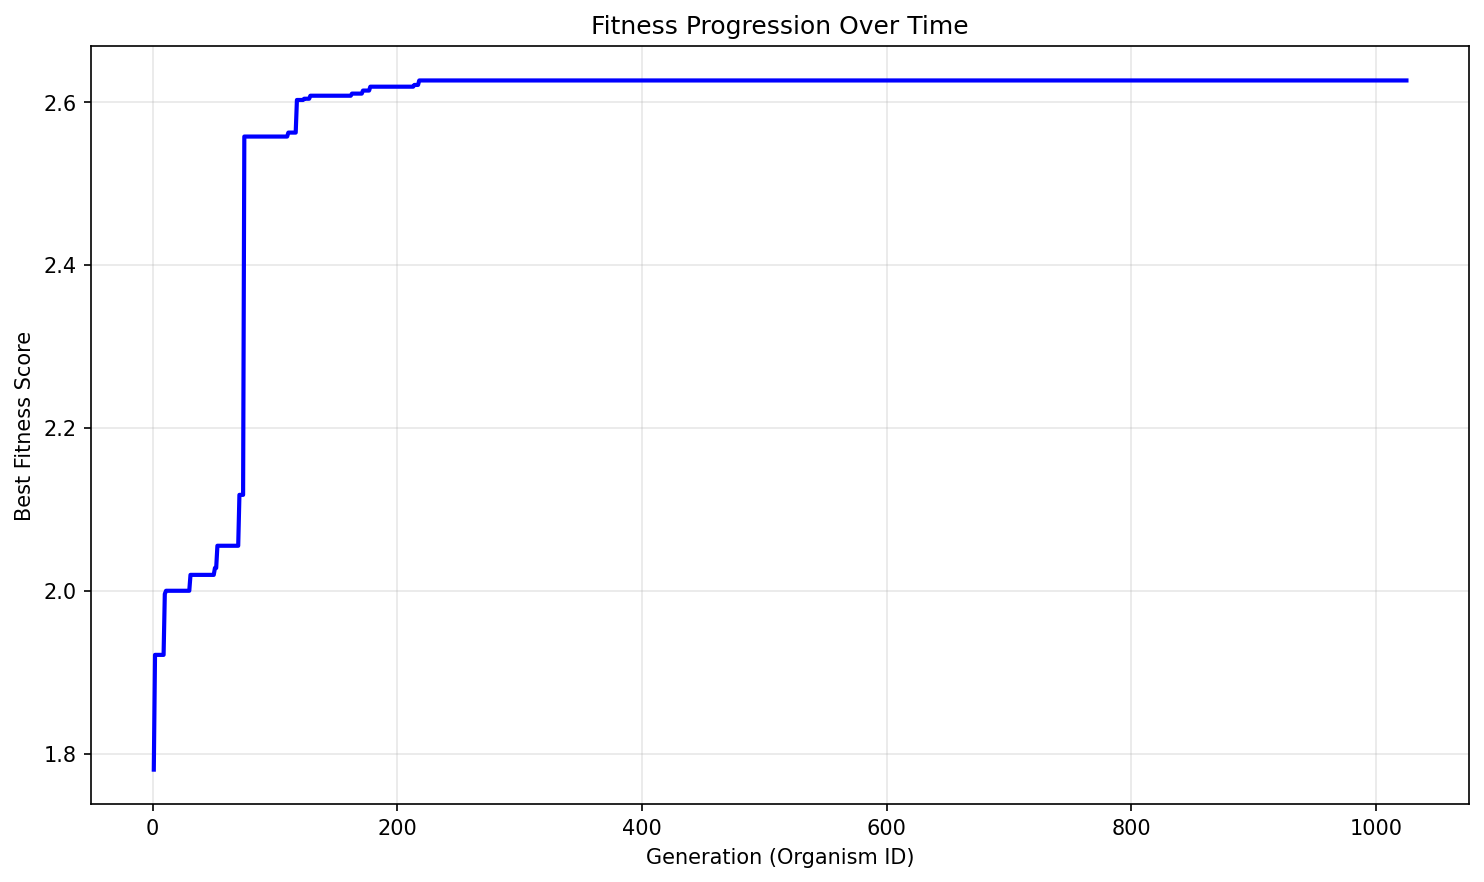 Fitness Progression Over Time
Best Fitness Score
2.6
2.4
2.2
2.0
1.8
0 200 400 600 800 1000
Generation (Organism ID)